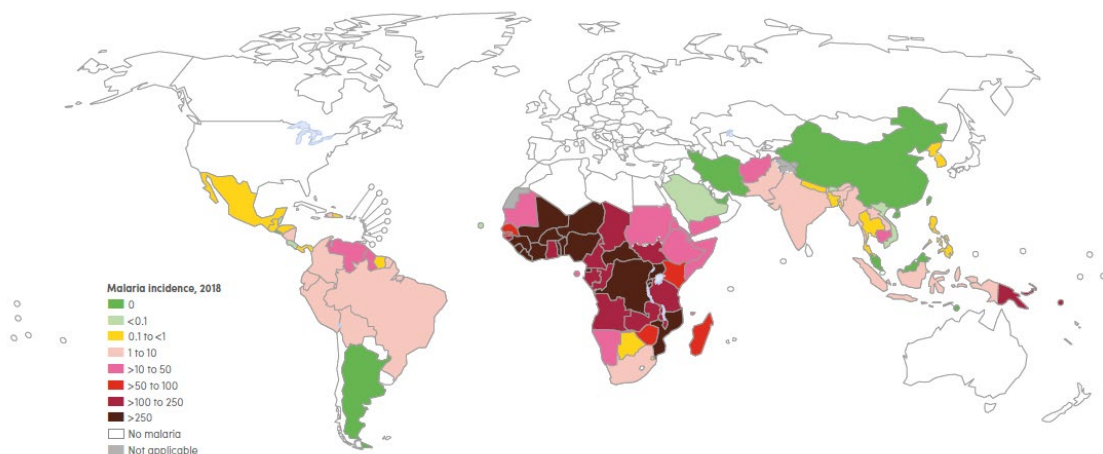 Malaria incidence, 2018
0
<0.1
0.1 to <1
1 to 10
>10 to 50
>50 to 100
>100 to 250
>250
No malaria
Not applicable